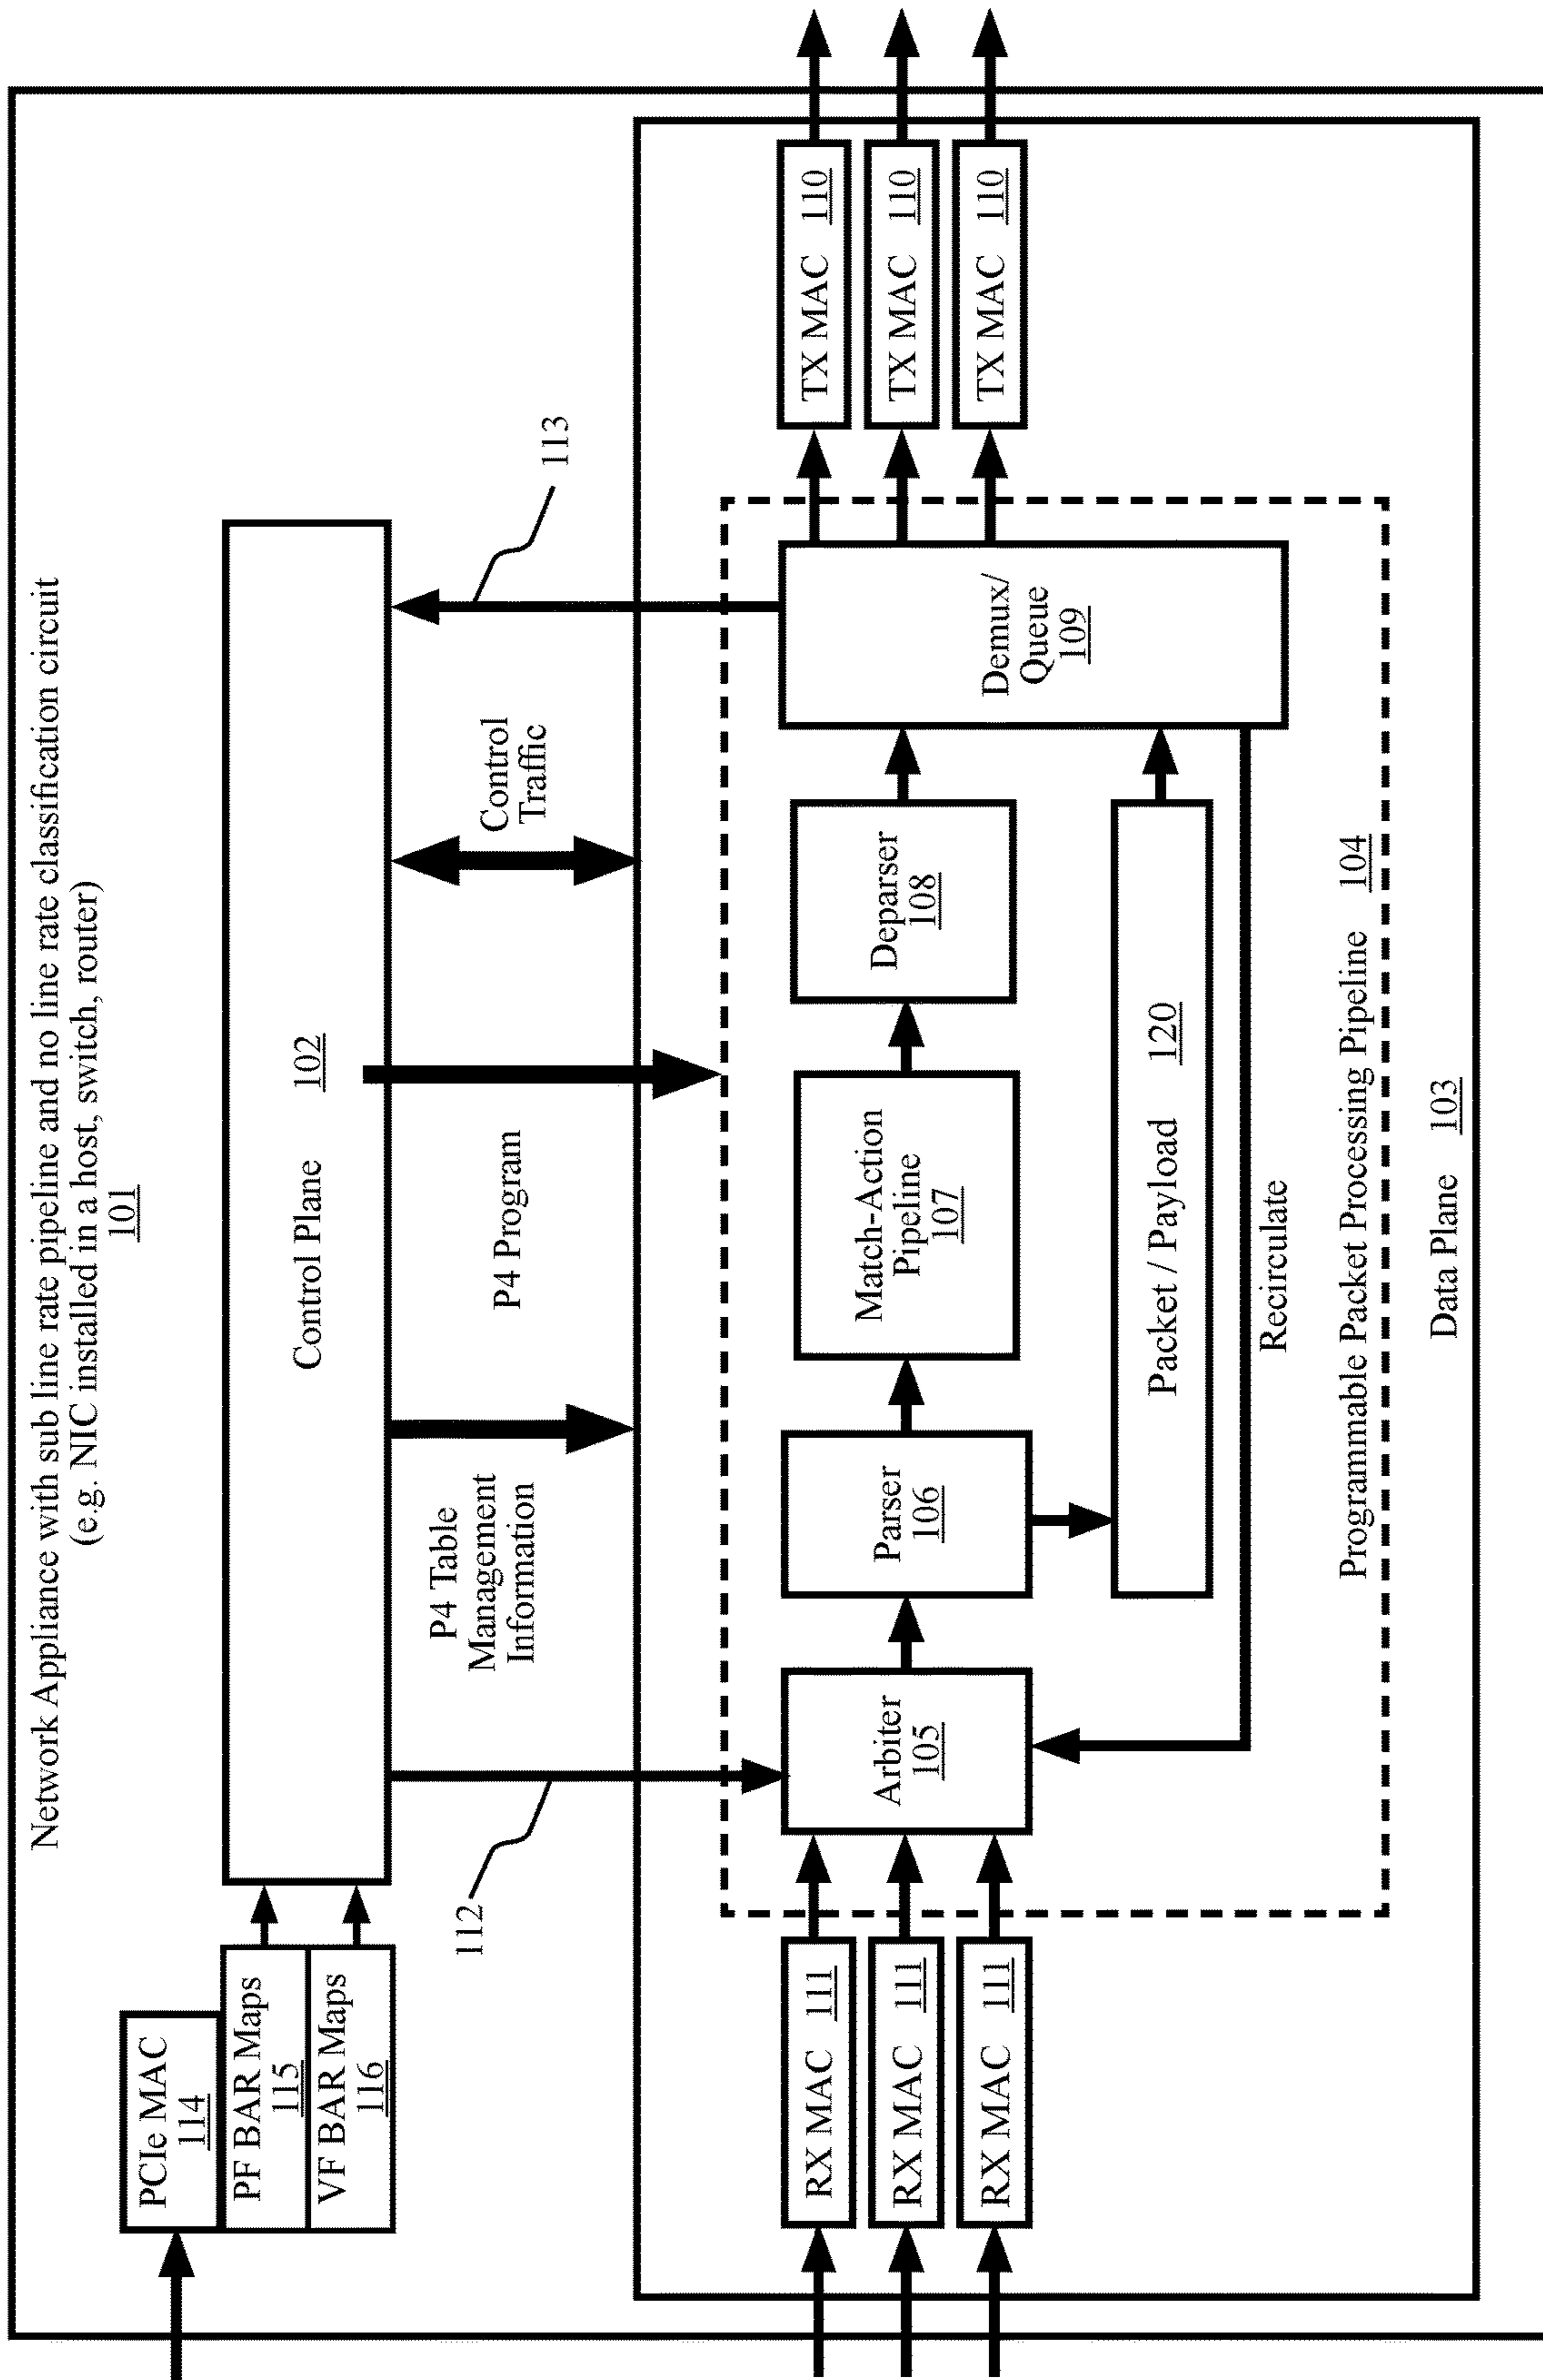 Network Appliance with sub line rate pipeline and no line rate classification circuit
(e.g. NIC installed in a host, switch, router)
101
PCIe MAC
114
PF BAR Maps
115
VF BAR Maps
116
Control Plane 102
112
P4 Table
Management
Information
P4 Program
Control
Traffic
113
RX MAC 111
RX MAC 111
RX MAC 111
Arbiter
105
Parser
106
Match-Action
Pipeline
107
Deparser
108
Demux/
Queue
109
Packet / Payload 120
Recirculate
TX MAC 110
TX MAC 110
TX MAC 110
Programmable Packet Processing Pipeline 104
Data Plane 103